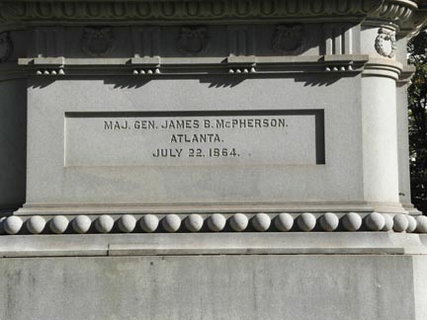 MAJ. GEN. JAMES B. McPHERSON.
ATLANTA.
JULY 22. 1864.